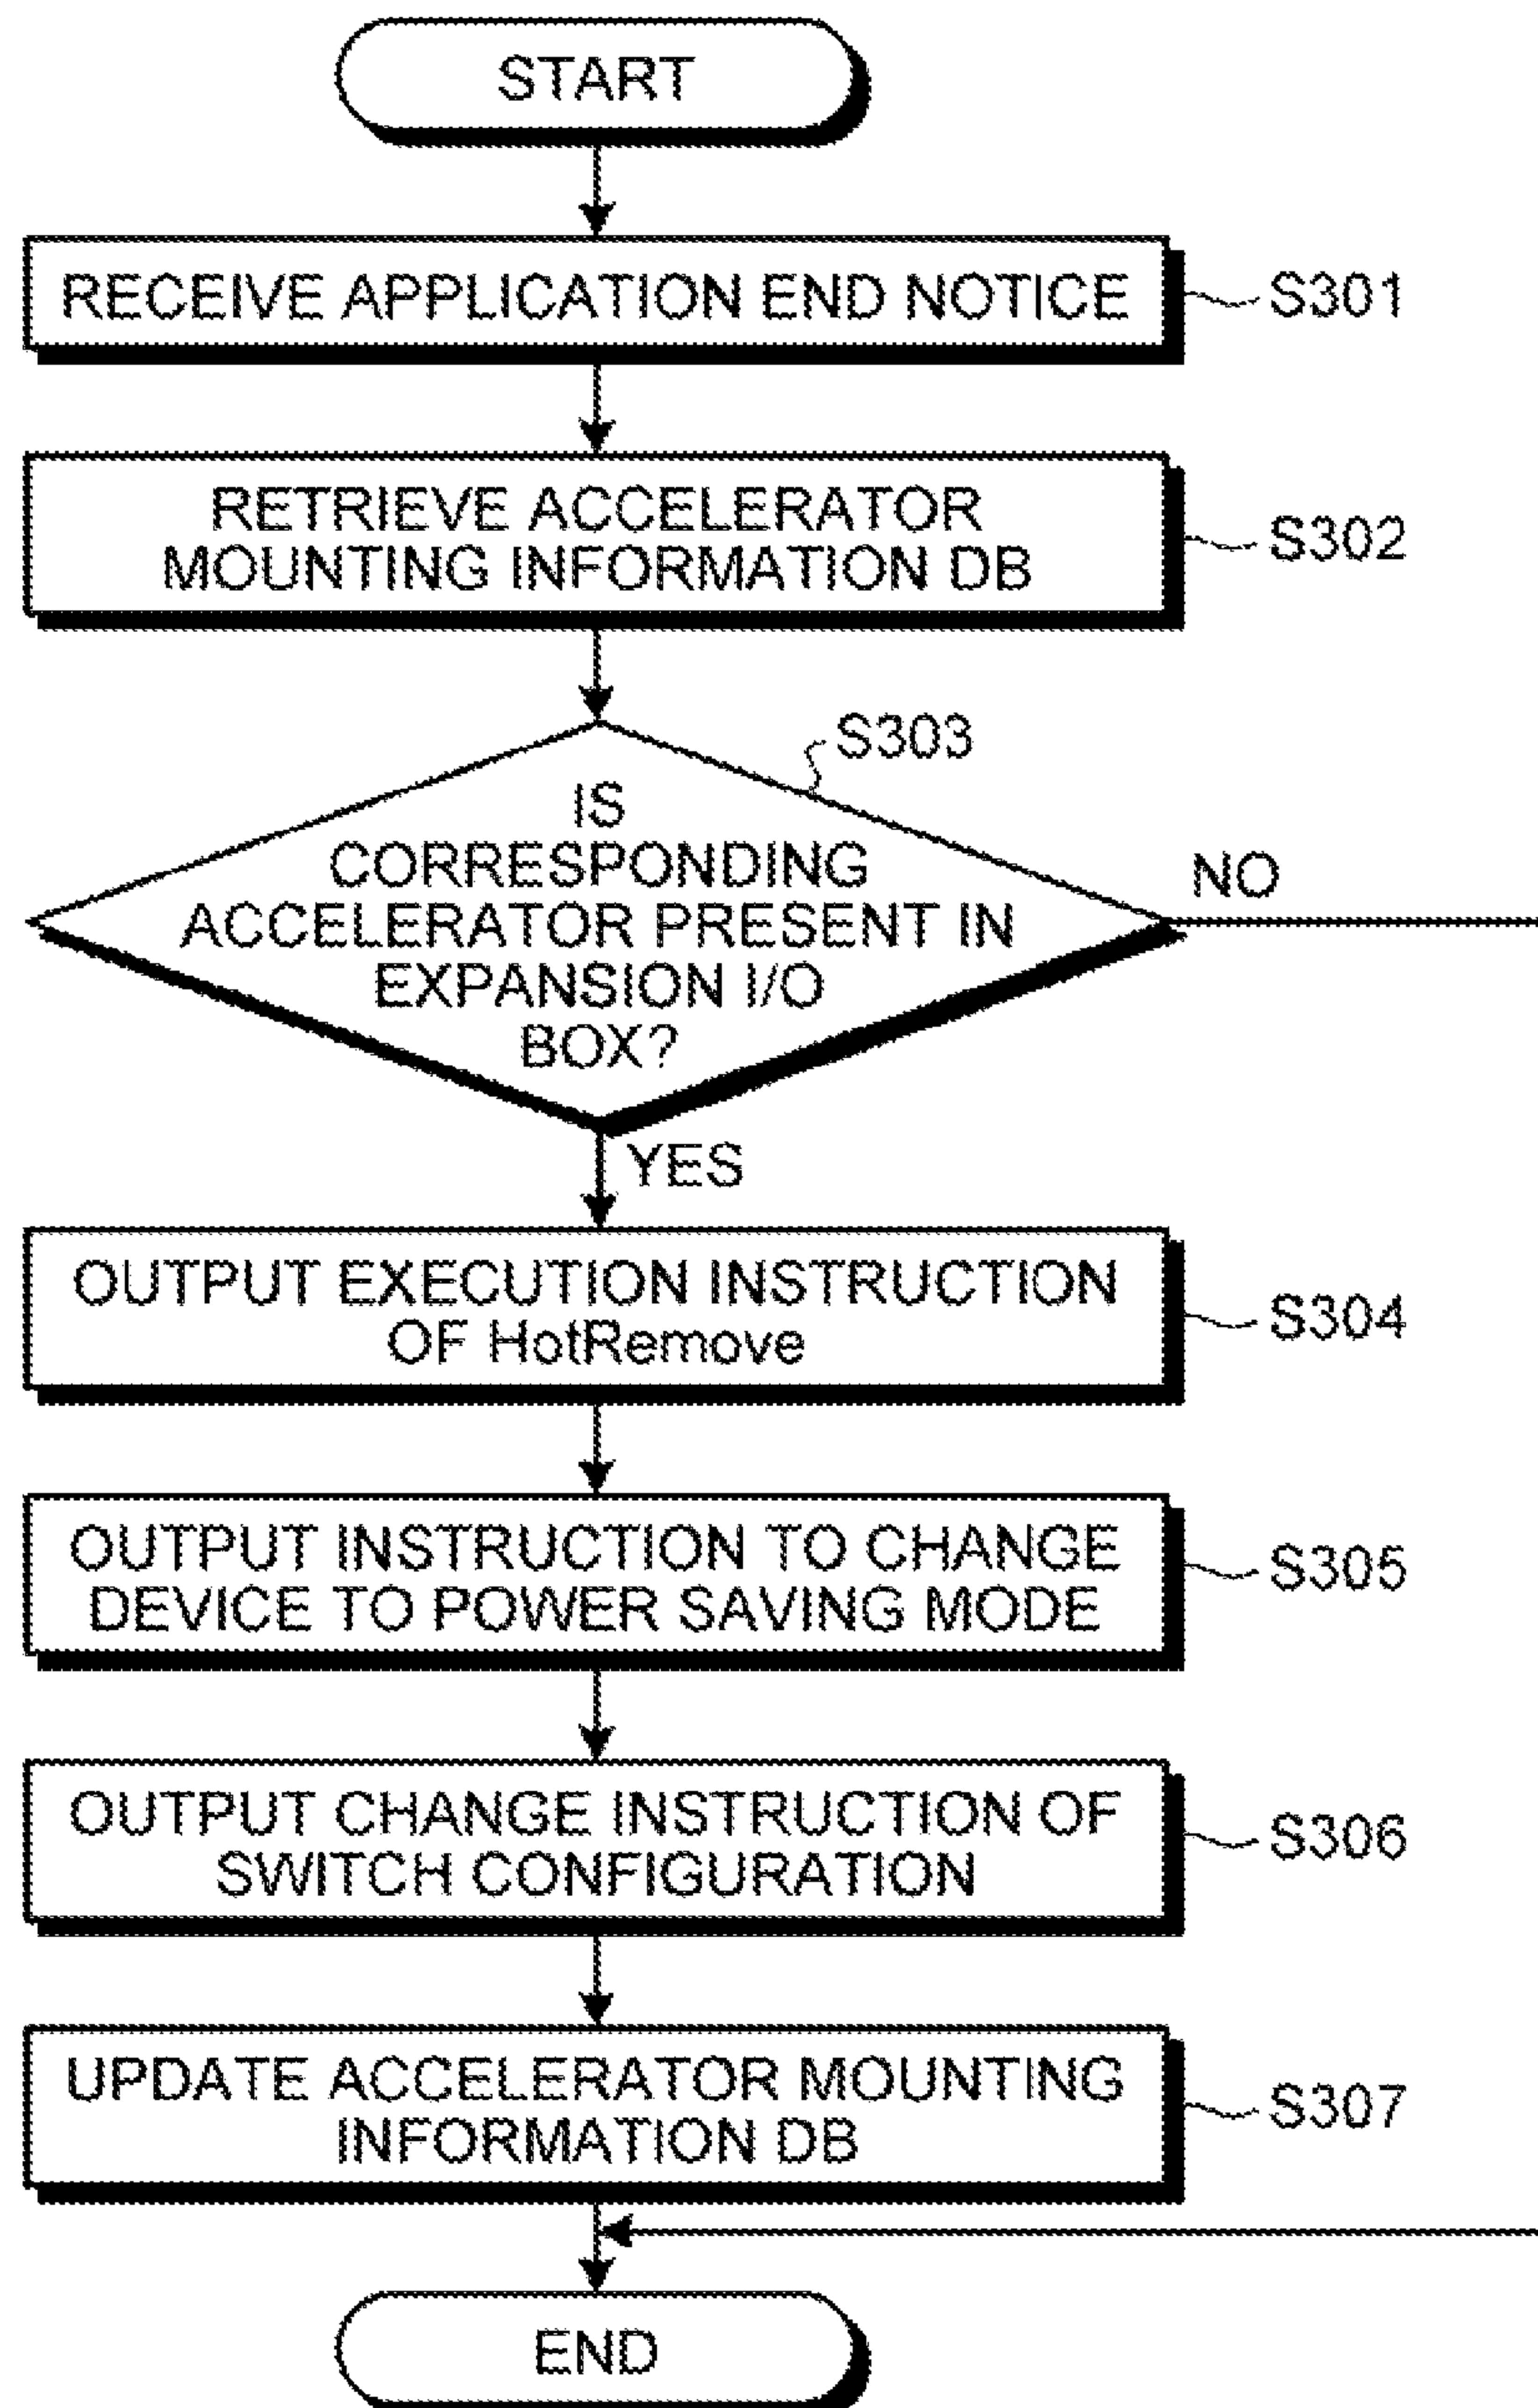 START
RECEIVE APPLICATION END NOTICE
S301
RETRIEVE ACCELERATOR
MOUNTING INFORMATION DB
S302
S303
IS
CORRESPONDING
ACCELERATOR PRESENT IN
EXPANSION I/O
BOX?
NO
YES
OUTPUT EXECUTION INSTRUCTION
OF HotRemove
S304
OUTPUT INSTRUCTION TO CHANGE
DEVICE TO POWER SAVING MODE
S305
OUTPUT CHANGE INSTRUCTION OF
SWITCH CONFIGURATION
S306
UPDATE ACCELERATOR MOUNTING
INFORMATION DB
S307
END